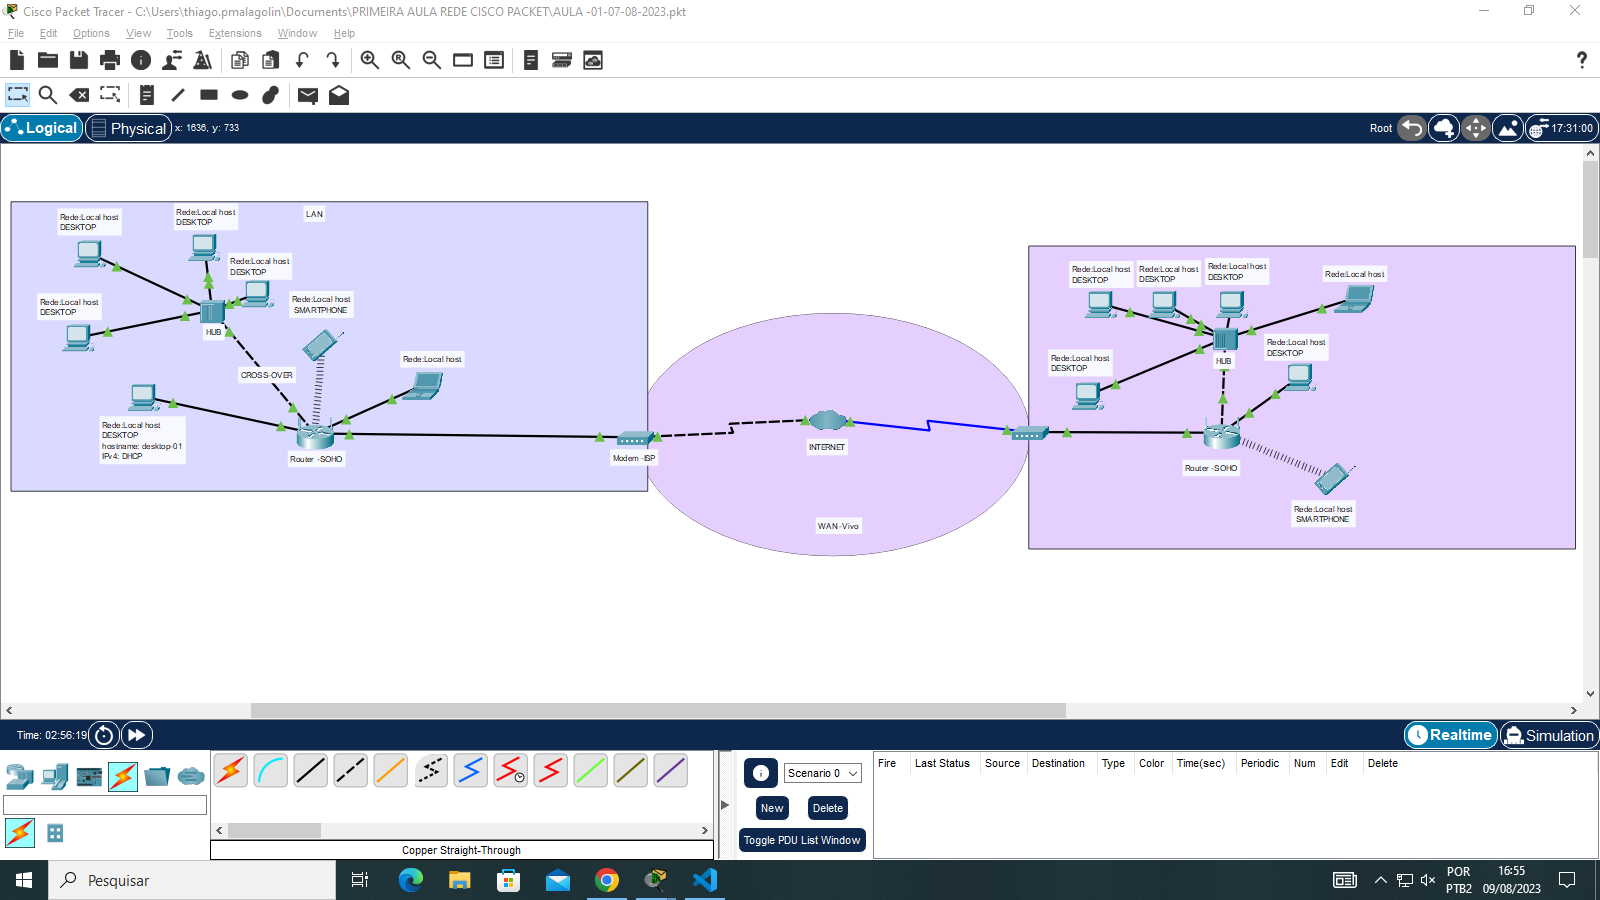 Cisco Packet Tracer - C:\Users\thiago.pmalagolin\Documents\PRIMEIRA AULA REDE CISCO PACKET\AULA -01-07-08-2023.pkt
File Edit Options View Tools Extensions Window Help
?
Logical Physical x: 1636, y: 733
Root 17:31:00
Rede:Local host
DESKTOP
Rede:Local host
DESKTOP
LAN
Rede:Local host
DESKTOP
Rede:Local host
DESKTOP
Rede:Local host
SMARTPHONE
HUB
CROSS-OVER
Rede:Local host
Rede:Local host
DESKTOP
hostname: desktop-01
IPv4: DHCP
Router -SOHO
Modem -ISP
INTERNET
WAN-Vivo
Rede:Local host
DESKTOP
Rede:Local host
DESKTOP
Rede:Local host
DESKTOP
Rede:Local host
Rede:Local host
DESKTOP
HUB
Rede:Local host
DESKTOP
Router -SOHO
Rede:Local host
SMARTPHONE
Time: 02:56:19
Realtime Simulation
Scenario 0
New Delete
Toggle PDU List Window
Fire Last Status Source Destination Type Color Time(sec) Periodic Num Edit Delete
Copper Straight-Through
Pesquisar
POR
PTB2
16:55
09/08/2023